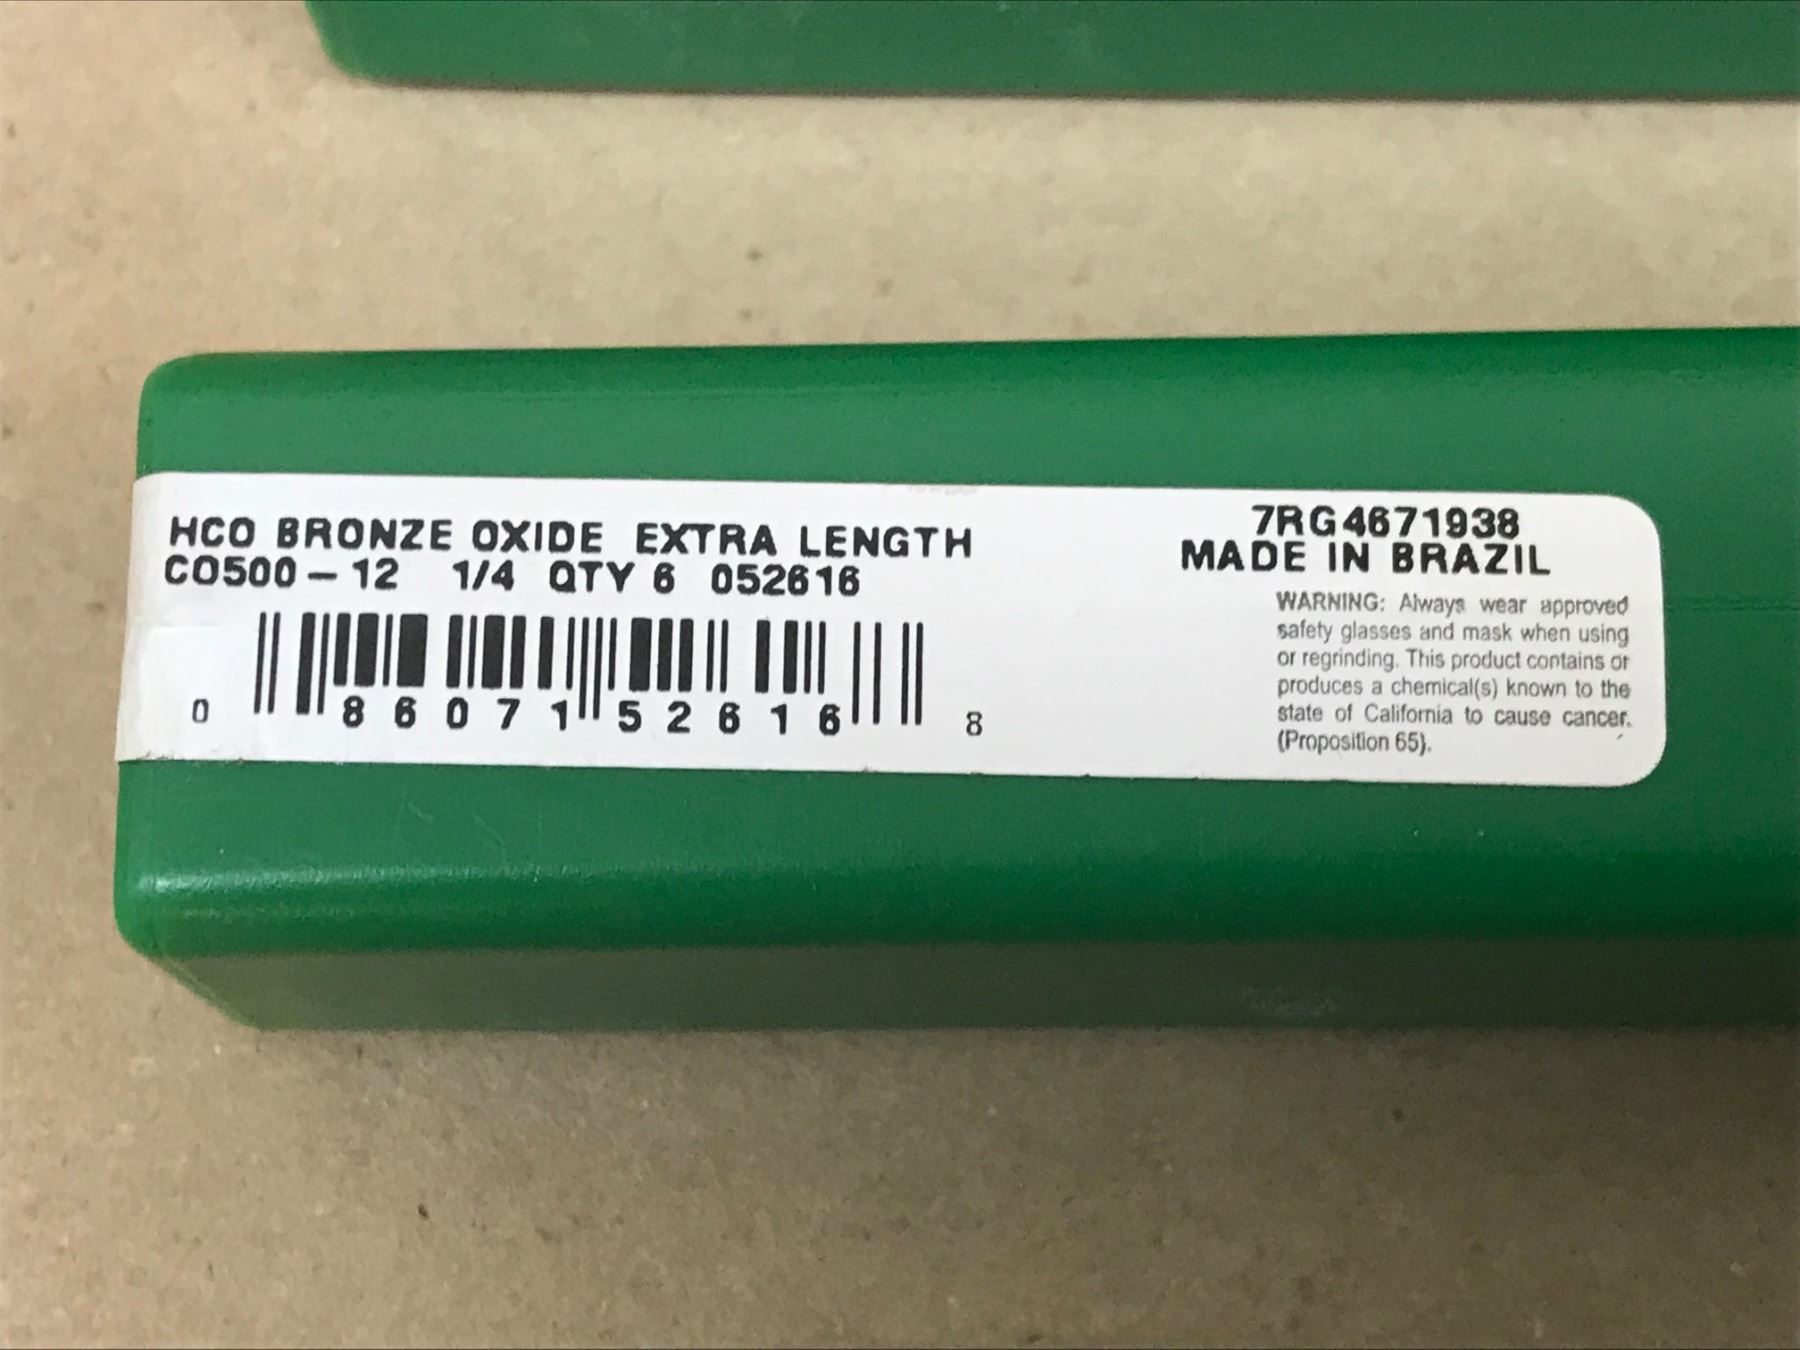 HCO BRONZE OXIDE EXTRA LENGTH
CO500-12 1/4 QTY 6 052616
0 86071 52616 8
7RG4671938
MADE IN BRAZIL
WARNING: Always wear approved
safety glasses and mask when using
or regrinding. This product contains or
produces a chemical(s) known to the
state of California to cause cancer.
(Proposition 65).